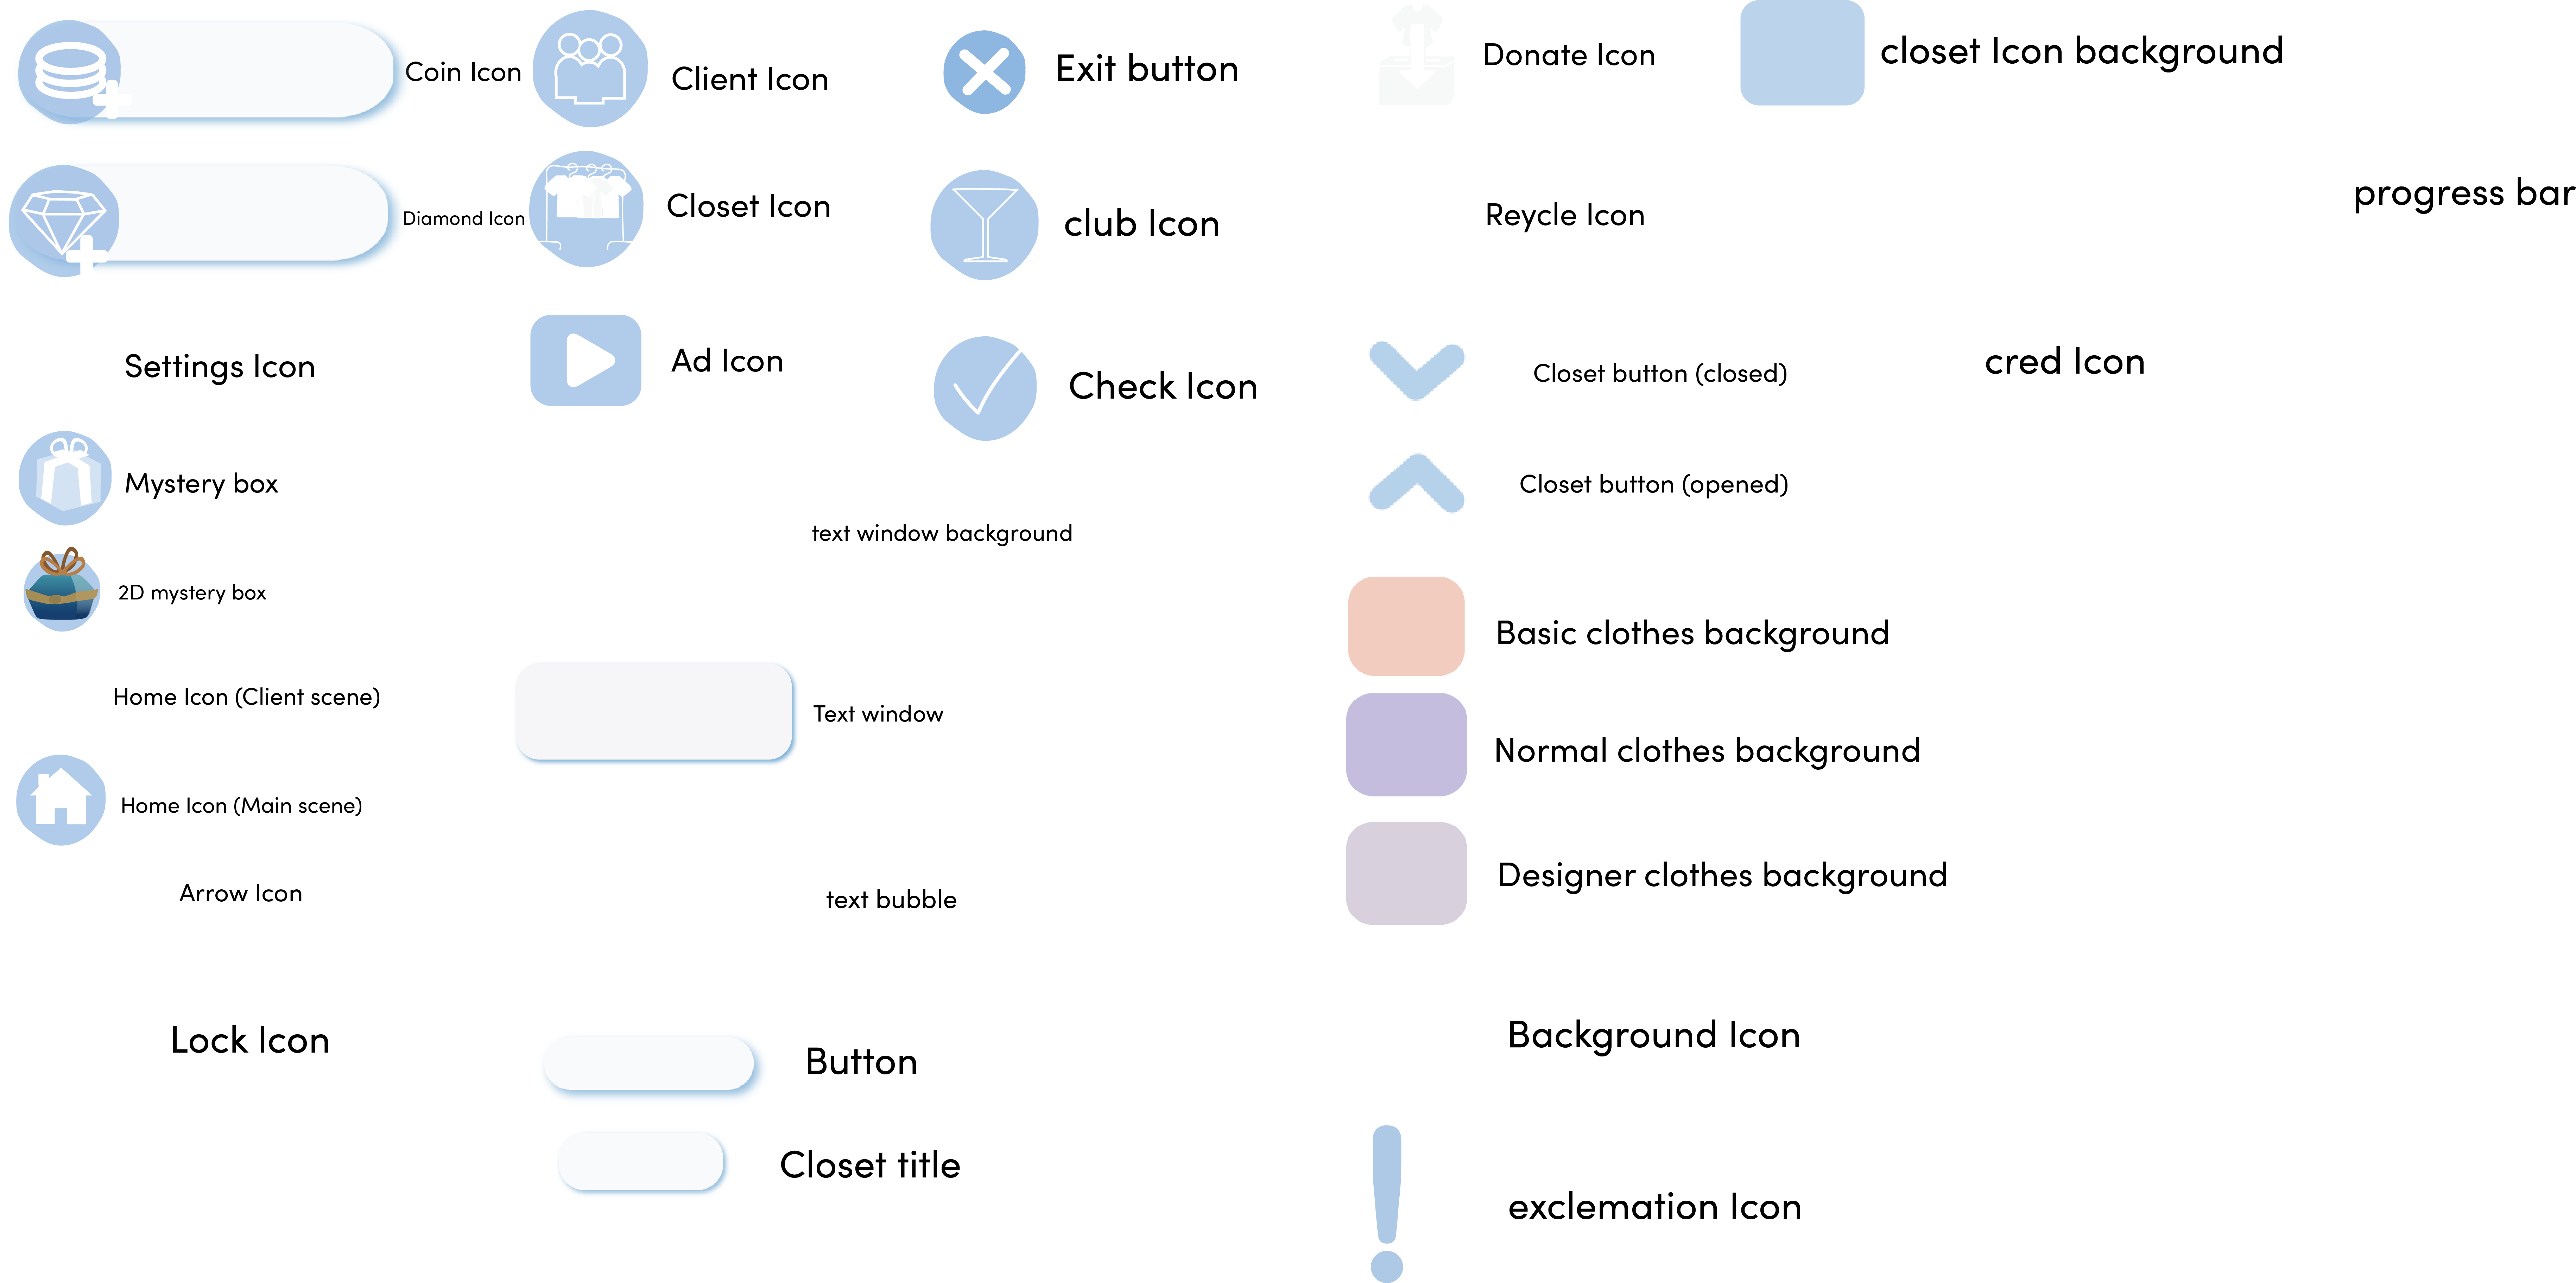 Coin Icon
Client Icon
Exit button
Donate Icon
closet Icon background
Diamond Icon
Closet Icon
club Icon
Reycle Icon
progress bar
Settings Icon
Ad Icon
Check Icon
Closet button (closed)
cred Icon
Mystery box
text window background
Closet button (opened)
2D mystery box
Basic clothes background
Home Icon (Client scene)
Text window
Normal clothes background
Home Icon (Main scene)
Arrow Icon
text bubble
Designer clothes background
Lock Icon
Button
Background Icon
Closet title
exclemation Icon